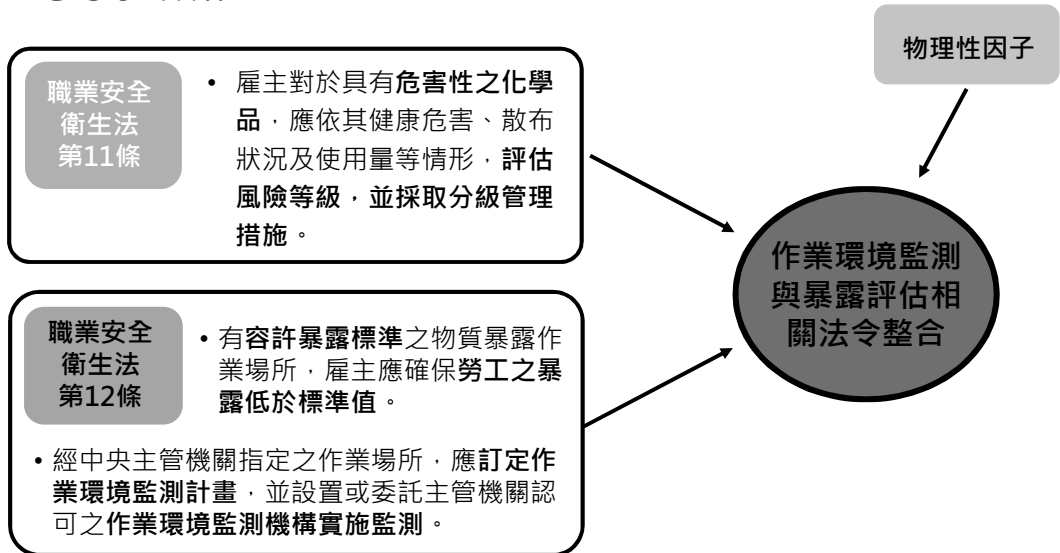 物理性因子
職業安全
衛生法
第11條
• 雇主對於具有危害性之化學
品，應依其健康危害、散布
狀況及使用量等情形，評估
風險等級，並採取分級管理
措施。
作業環境監測
與暴露評估相
關法令整合
職業安全
衛生法
第12條
• 有容許暴露標準之物質暴露作
業場所，雇主應確保勞工之暴
露低於標準值。
• 經中央主管機關指定之作業場所，應訂定作
業環境監測計畫，並設置或委託主管機關認
可之作業環境監測機構實施監測。